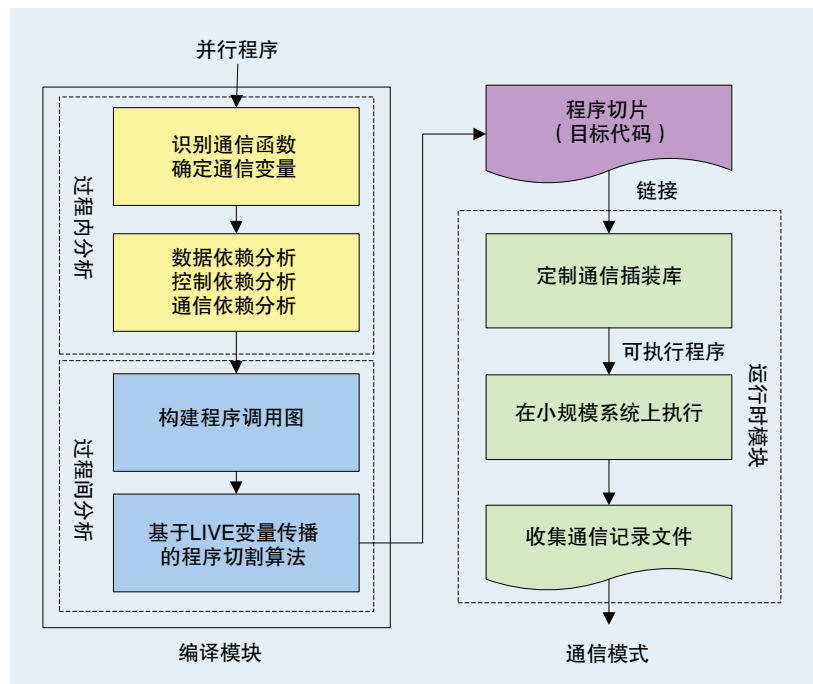 并行程序
识别通信函数
确定通信变量
过程内分析
数据依赖分析
控制依赖分析
通信依赖分析
构建程序调用图
过程间分析
基于LIVE变量传播
的程序切割算法
编译模块
程序切片
(目标代码)
链接
定制通信插装库
可执行程序
运行时模块
在小规模系统上执行
收集通信记录文件
通信模式